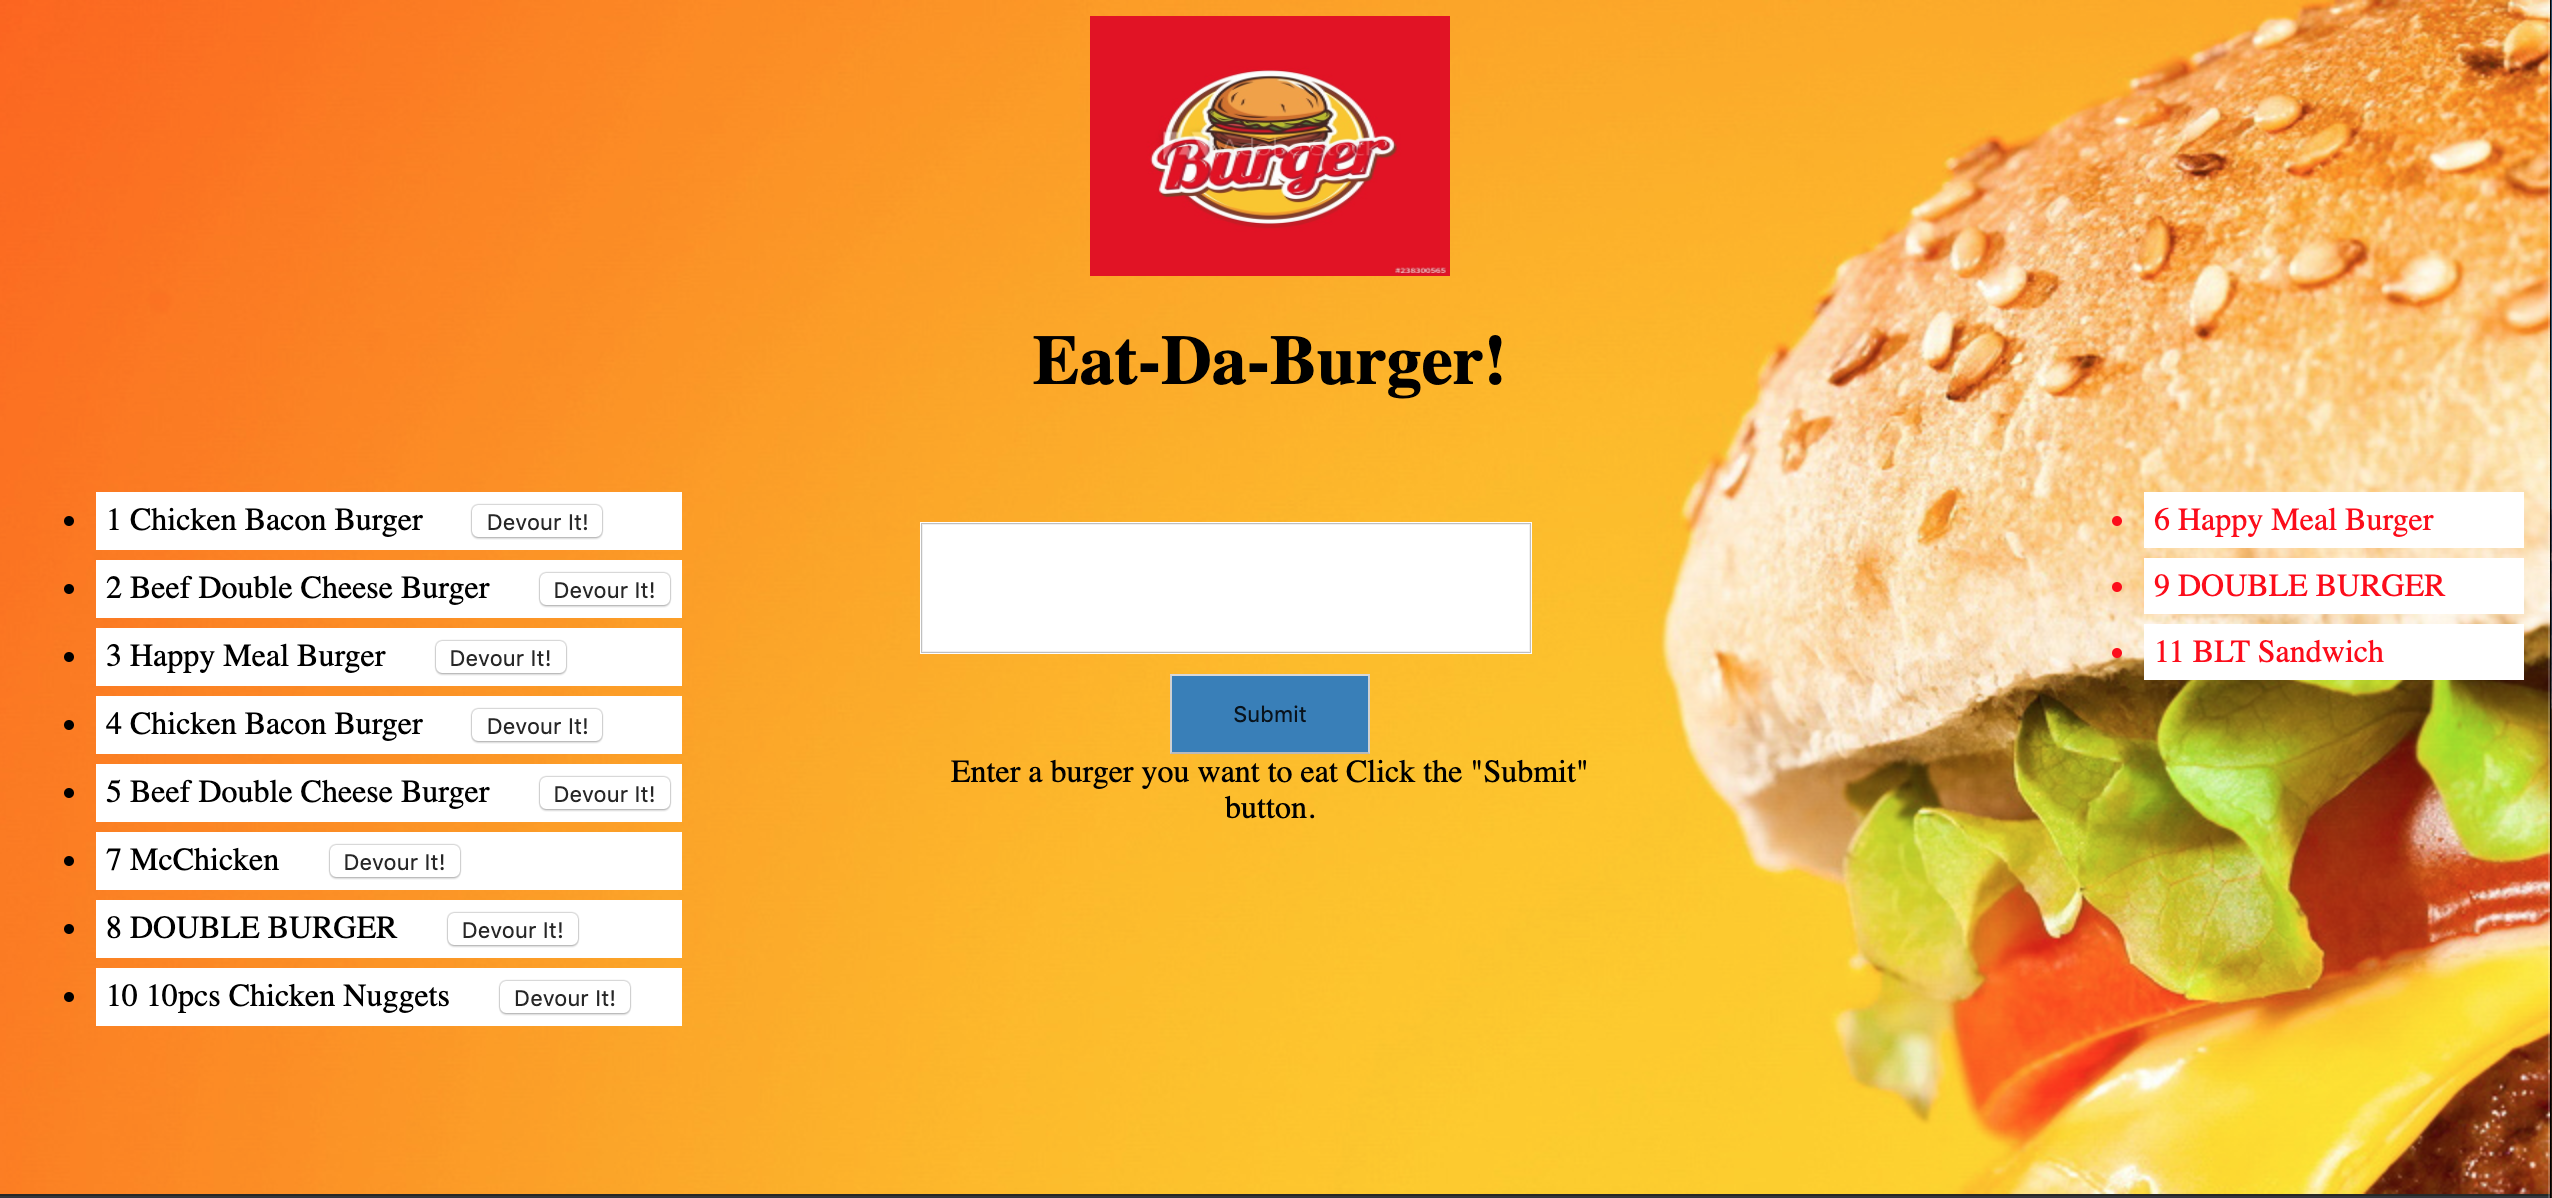 Burger
#238300565
Eat-Da-Burger!
1 Chicken Bacon Burger Devour It!
2 Beef Double Cheese Burger Devour It!
3 Happy Meal Burger Devour It!
4 Chicken Bacon Burger Devour It!
5 Beef Double Cheese Burger Devour It!
7 McChicken Devour It!
8 DOUBLE BURGER Devour It!
10 10pcs Chicken Nuggets Devour It!
Submit
Enter a burger you want to eat Click the "Submit"
button.
6 Happy Meal Burger
9 DOUBLE BURGER
11 BLT Sandwich